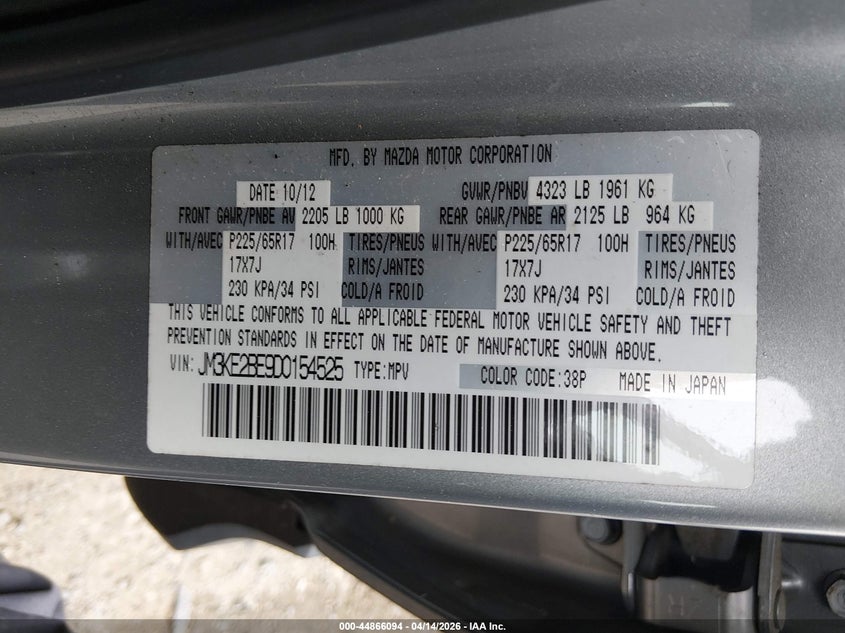 MFD. BY MAZDA MOTOR CORPORATION
DATE 10/12 GVWR/PNBV 4323 LB 1961 KG
FRONT GAWR/PNBE AV 2205 LB 1000 KG REAR GAWR/PNBE AR 2125 LB 964 KG
WITH/AVEC P225/65R17 100H TIRES/PNEUS WITH/AVEC P225/65R17 100H TIRES/PNEUS
17X7J RIMS/JANTES 17X7J RIMS/JANTES
230 KPA/34 PSI COLD/A FROID 230 KPA/34 PSI COLD/A FROID
THIS VEHICLE CONFORMS TO ALL APPLICABLE FEDERAL MOTOR VEHICLE SAFETY AND THEFT
PREVENTION STANDARDS IN EFFECT ON THE DATE OF MANUFACTURE SHOWN ABOVE.
VIN: JM3KE2BE9D0154525 TYPE:MPV COLOR CODE:38P MADE IN JAPAN
000-44866094 - 04/14/2026 - IAA Inc.